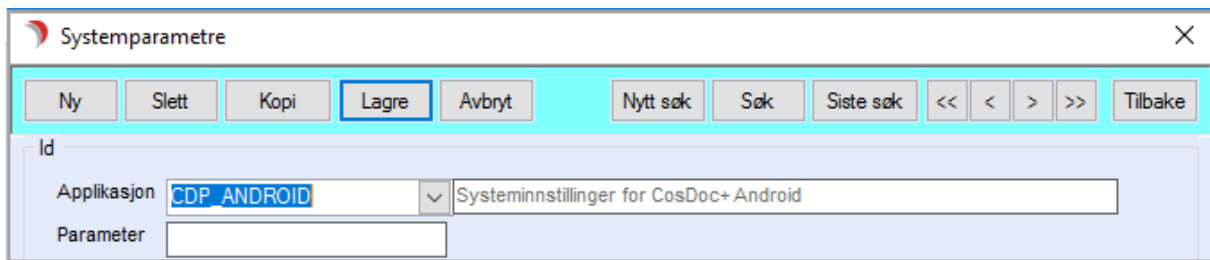 Systemparametre
Ny Slett Kopi Lagre Avbryt Nytt søk Søk Siste søk << < > >> Tilbake
Id
Applikasjon CDP_ANDROID Systeminnstillinger for CosDoc+ Android
Parameter